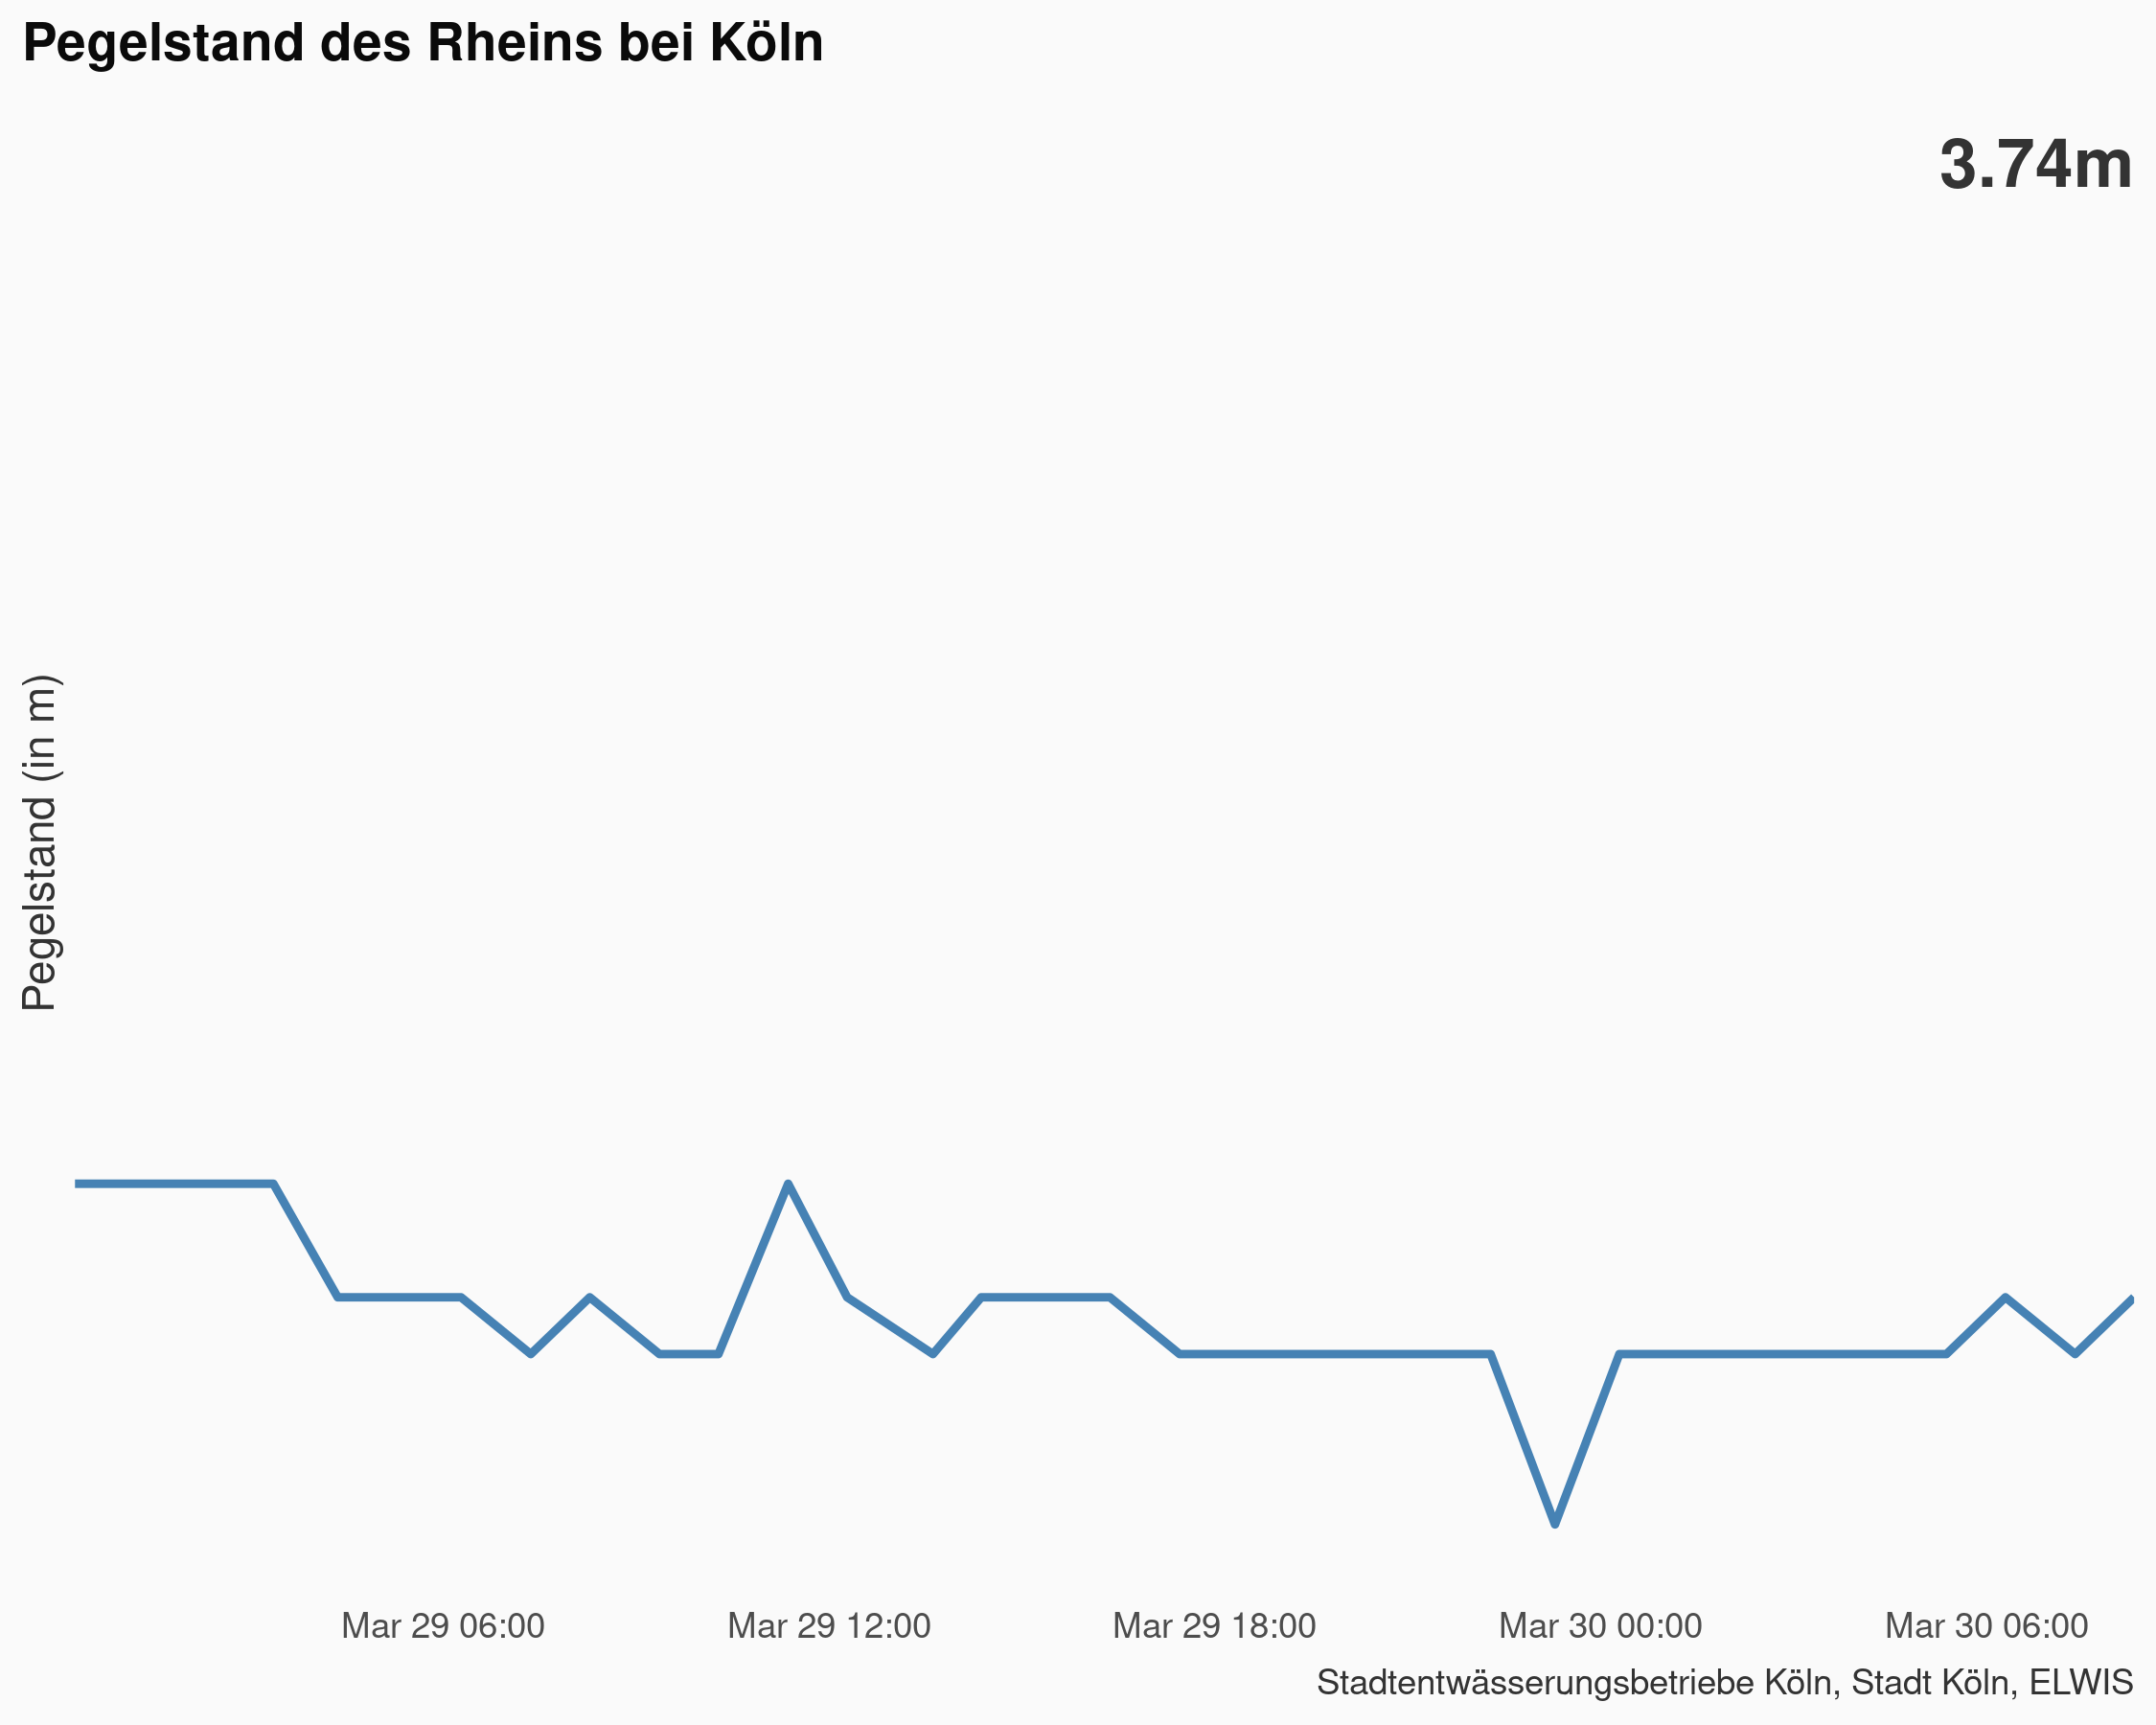 Pegelstand des Rheins bei Köln
3.74m
Pegelstand (in m)
Mar 29 06:00
Mar 29 12:00
Mar 29 18:00
Mar 30 00:00
Mar 30 06:00
Stadtentwässerungsbetriebe Köln, Stadt Köln, ELWIS